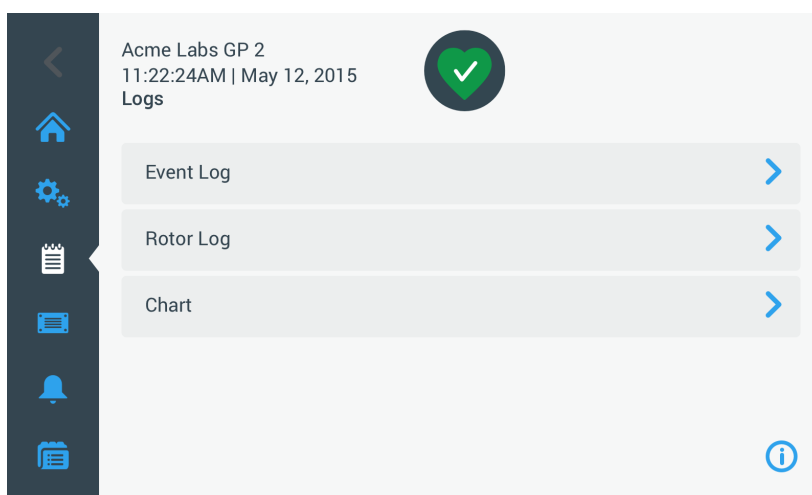 Acme Labs GP 2
11:22:24AM | May 12, 2015
Logs
Event Log
Rotor Log
Chart